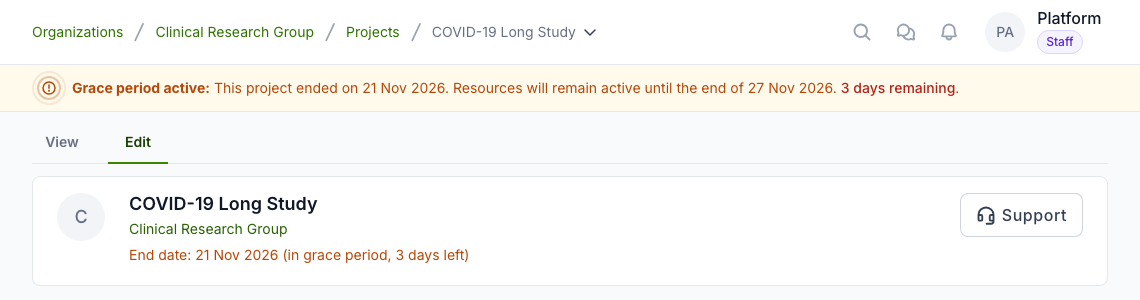 Organizations / Clinical Research Group / Projects / COVID-19 Long Study
PA
Platform
Staff
Grace period active: This project ended on 21 Nov 2026. Resources will remain active until the end of 27 Nov 2026. 3 days remaining.
View
Edit
C
COVID-19 Long Study
Clinical Research Group
End date: 21 Nov 2026 (in grace period, 3 days left)
Support